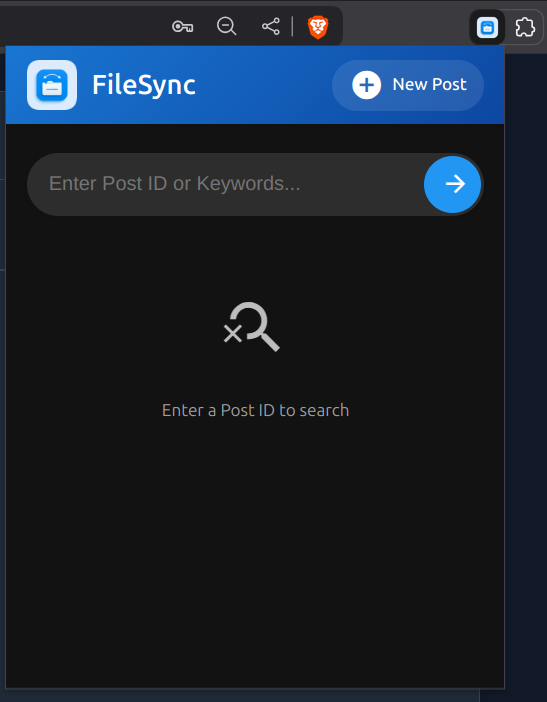 FileSync
New Post
Enter Post ID or Keywords...
Enter a Post ID to search